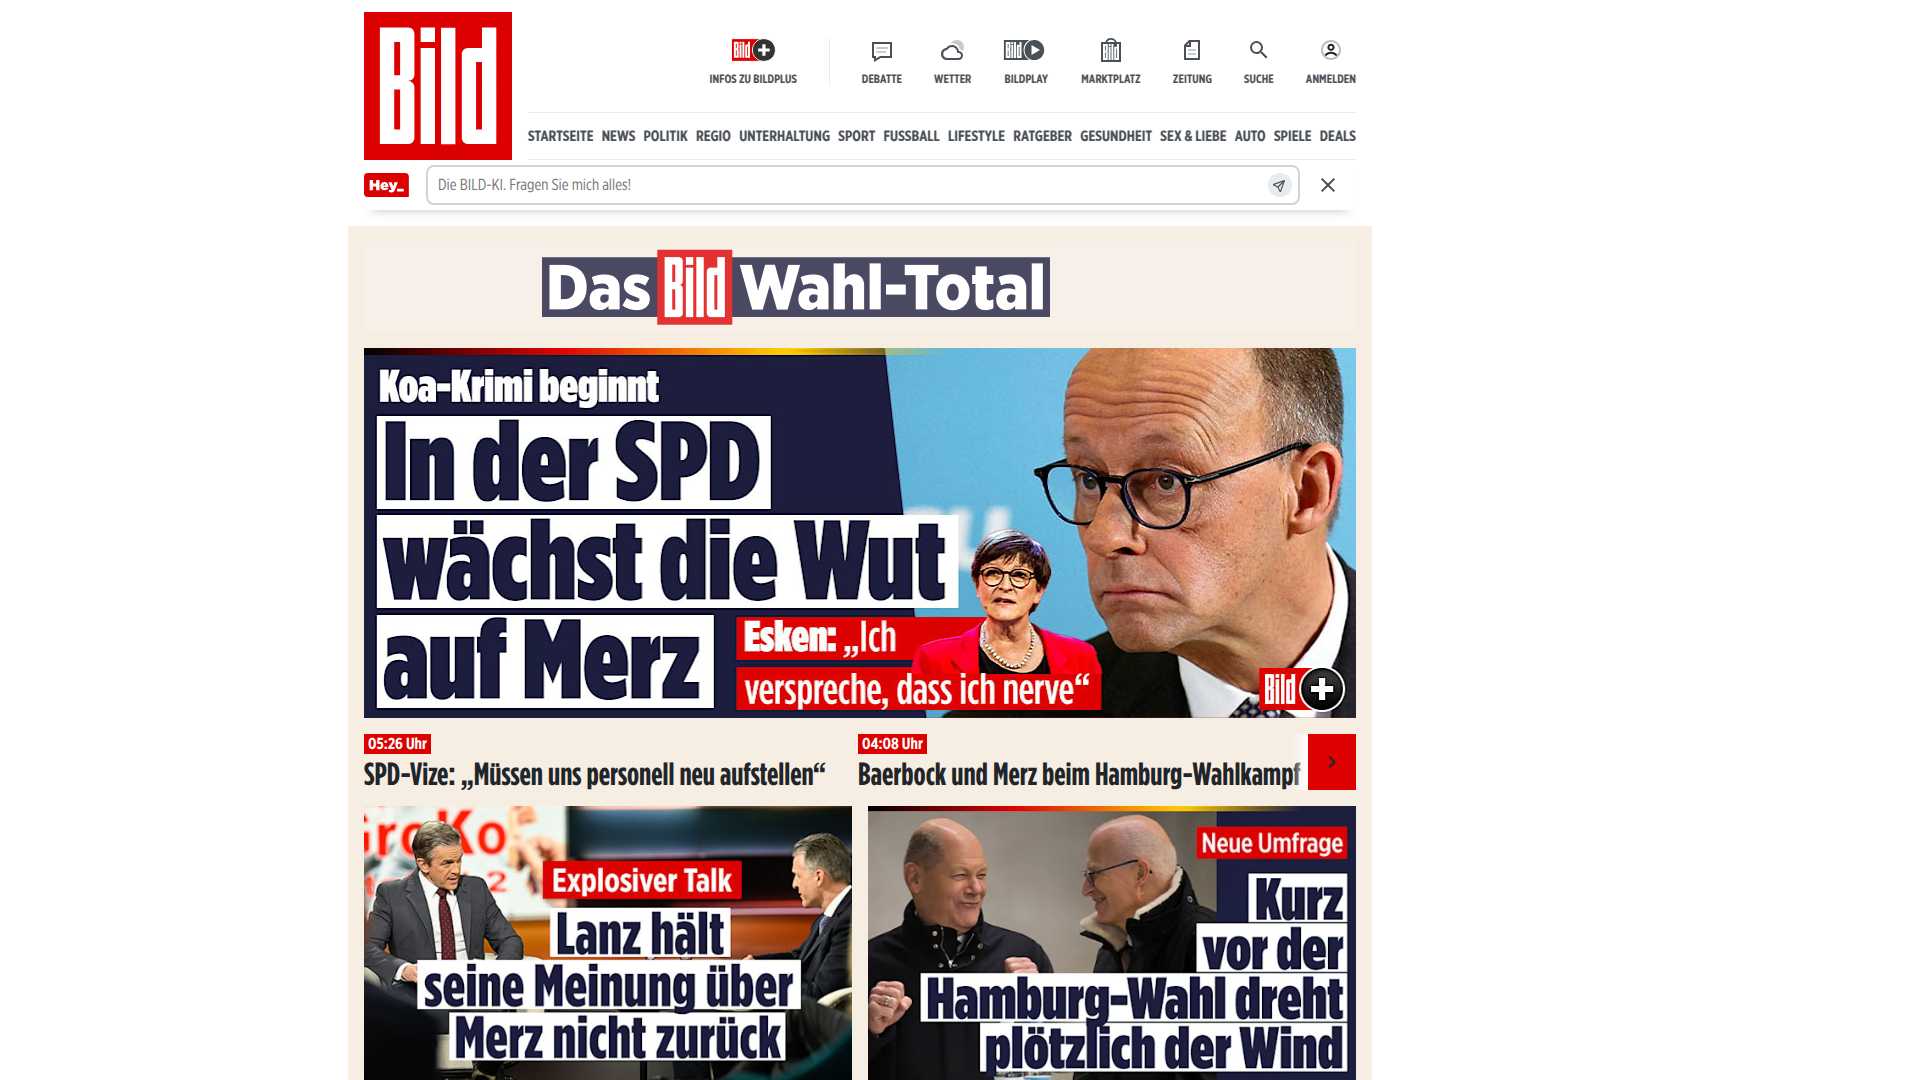 Bild
INFOS ZU BILDPLUS
DEBATTE
WETTER
BILDPLAY
MARKTPLATZ
ZEITUNG
SUCHE
ANMELDEN
STARTSEITE NEWS POLITIK REGIO UNTERHALTUNG SPORT FUSSBALL LIFESTYLE RATGEBER GESUNDHEIT SEX & LIEBE AUTO SPIELE DEALS
Hey_
Die BILD-KI. Fragen Sie mich alles!
Das Bild Wahl-Total
Koa-Krimi beginnt
In der SPD
wächst die Wut
auf Merz
Esken: „Ich
verspreche, dass ich nerve“
Bild+
05:26 Uhr
SPD-Vize: „Müssen uns personell neu aufstellen“
04:08 Uhr
Baerbock und Merz beim Hamburg-Wahlkampf
GroKo
Explosiver Talk
Lanz hält
seine Meinung über
Merz nicht zurück
Neue Umfrage
Kurz
vor der
Hamburg-Wahl dreht
plötzlich der Wind